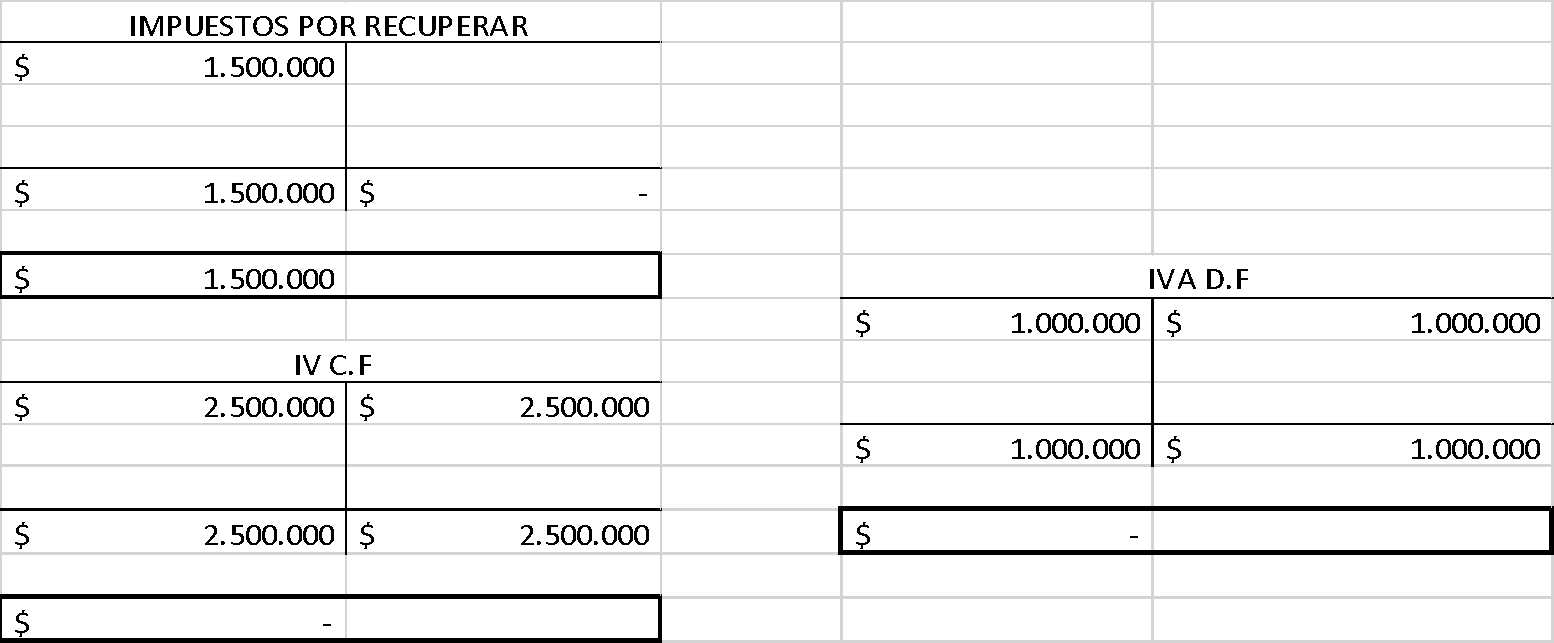 IMPUESTOS POR RECUPERAR
$ 1.500.000
$ 1.500.000 $ -
$ 1.500.000
IV C.F
$ 2.500.000 $ 2.500.000
$ 2.500.000 $ 2.500.000
$ -
IVA D.F
$ 1.000.000 $ 1.000.000
$ 1.000.000 $ 1.000.000
$ -